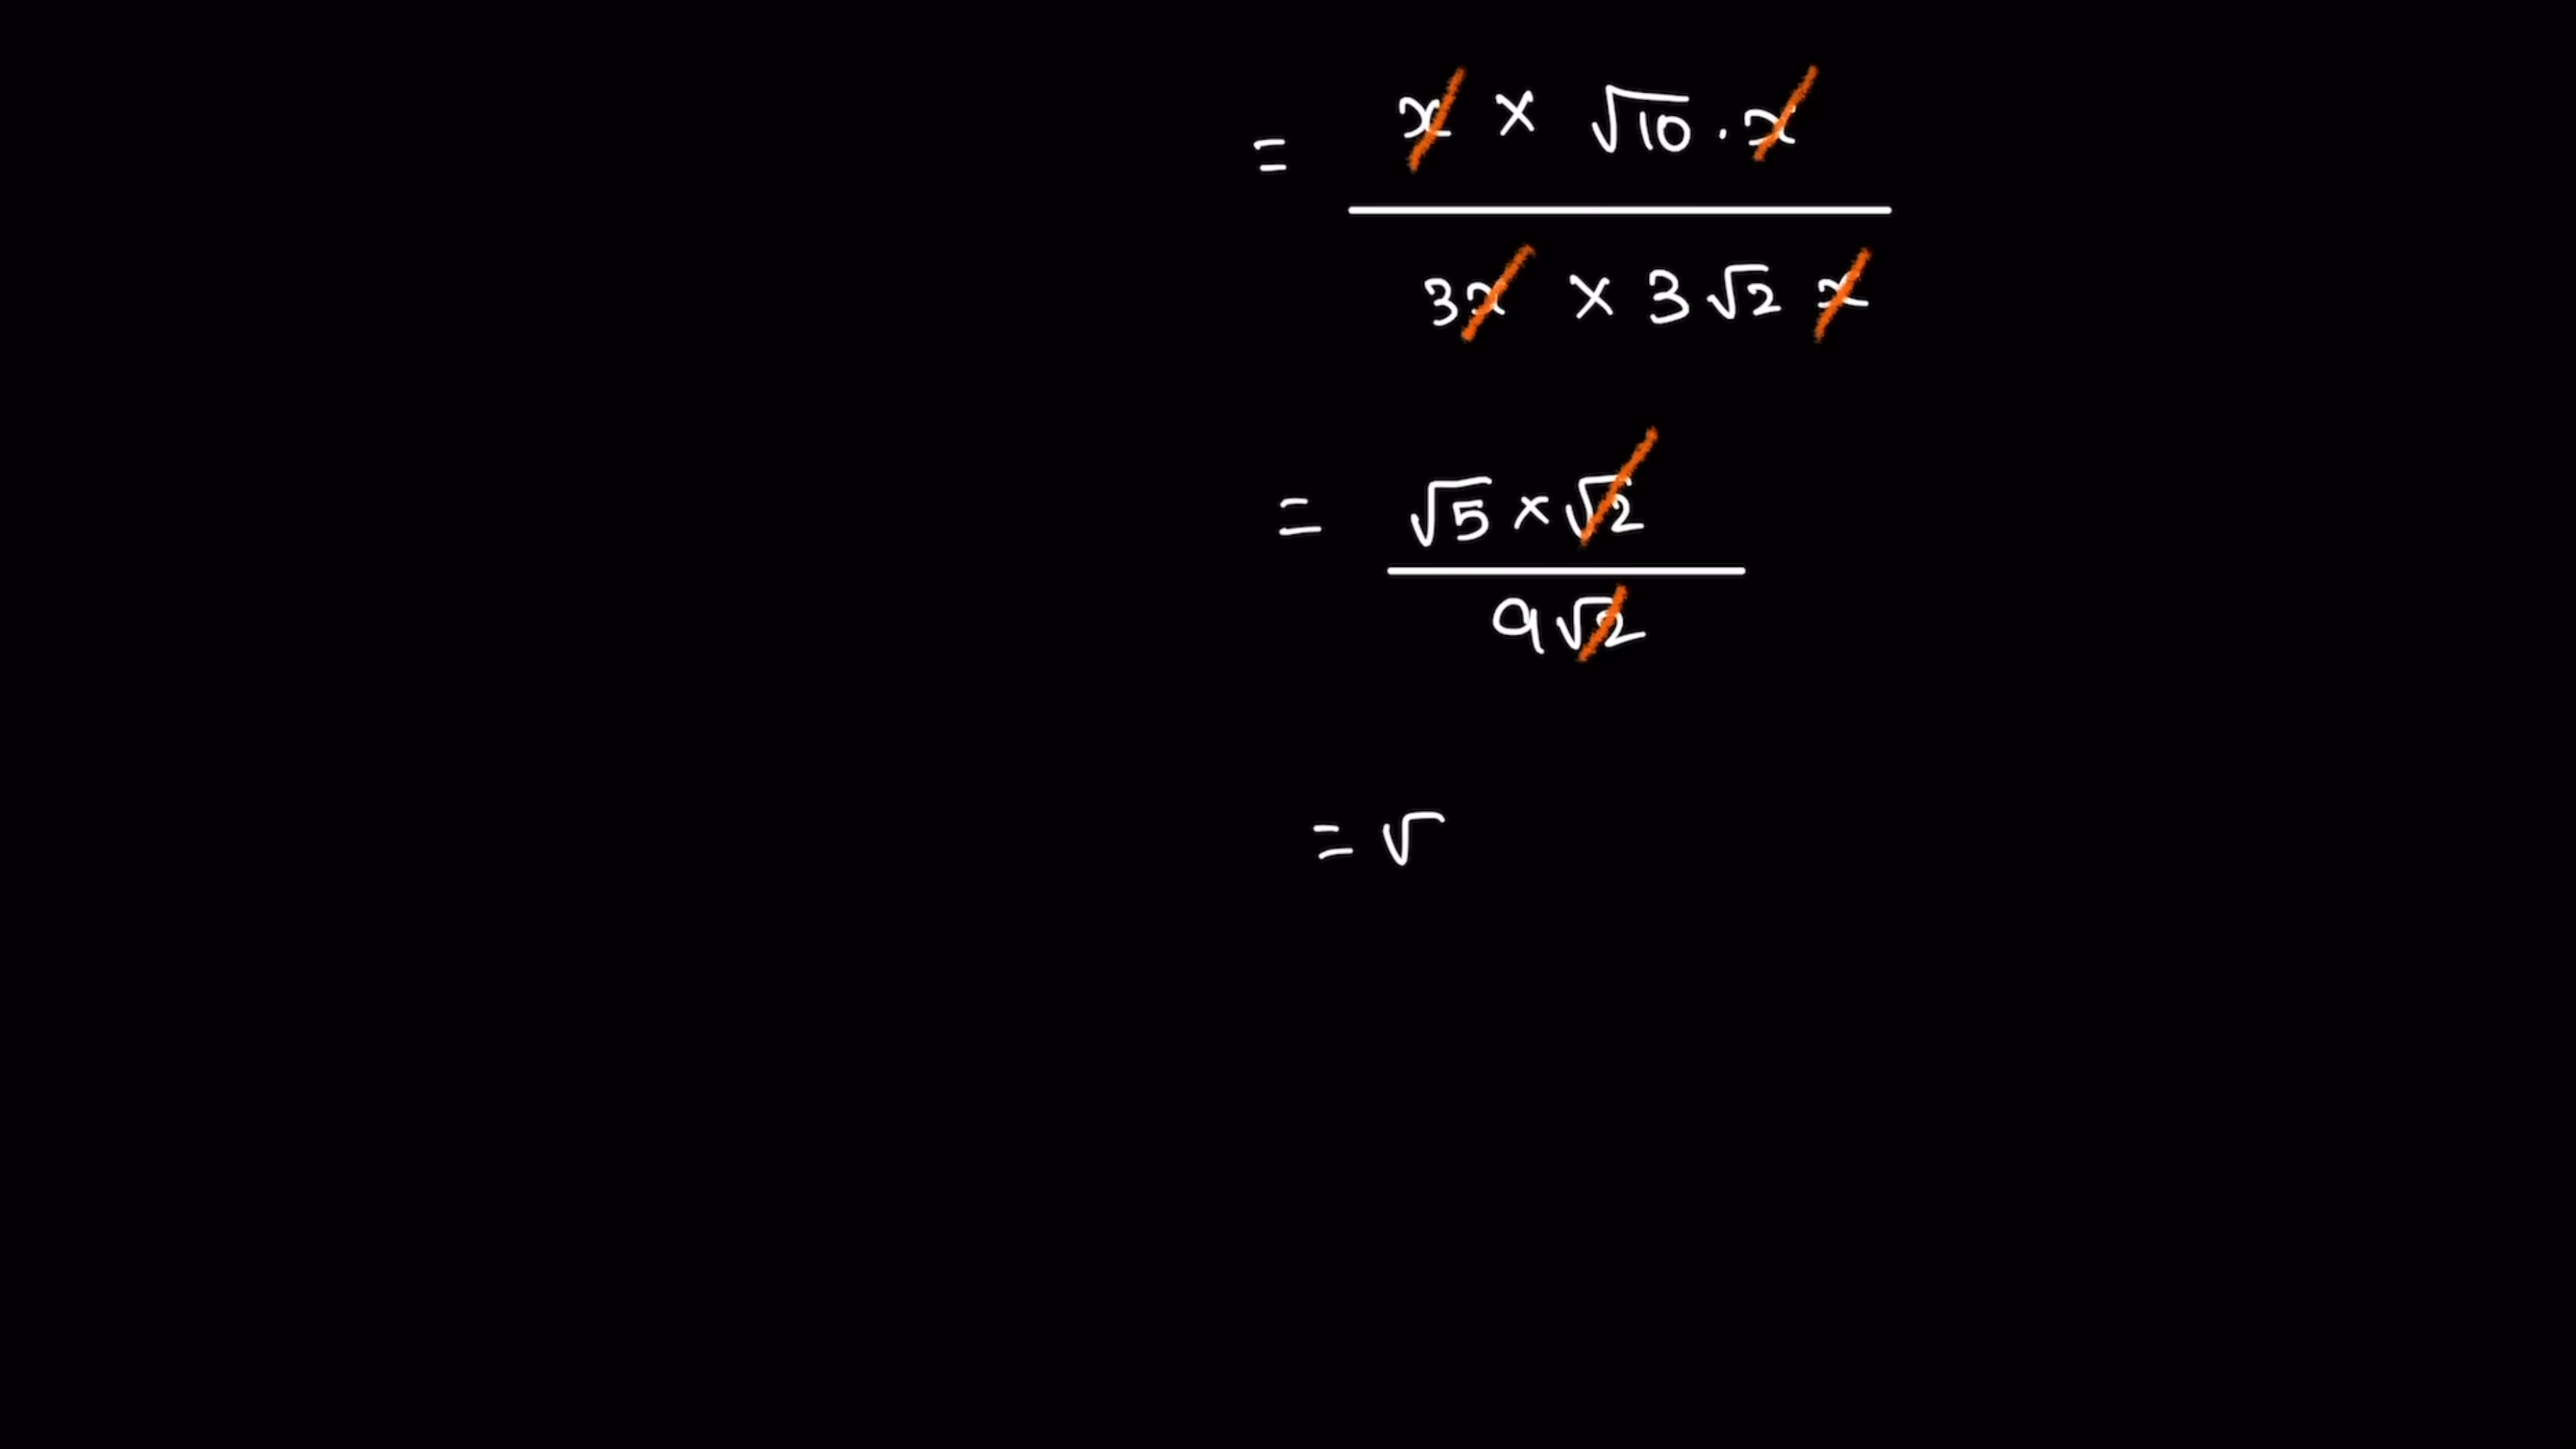 = x × √10 . x
3x × 3 √2 x
= √5 × √2
9 √2
= √